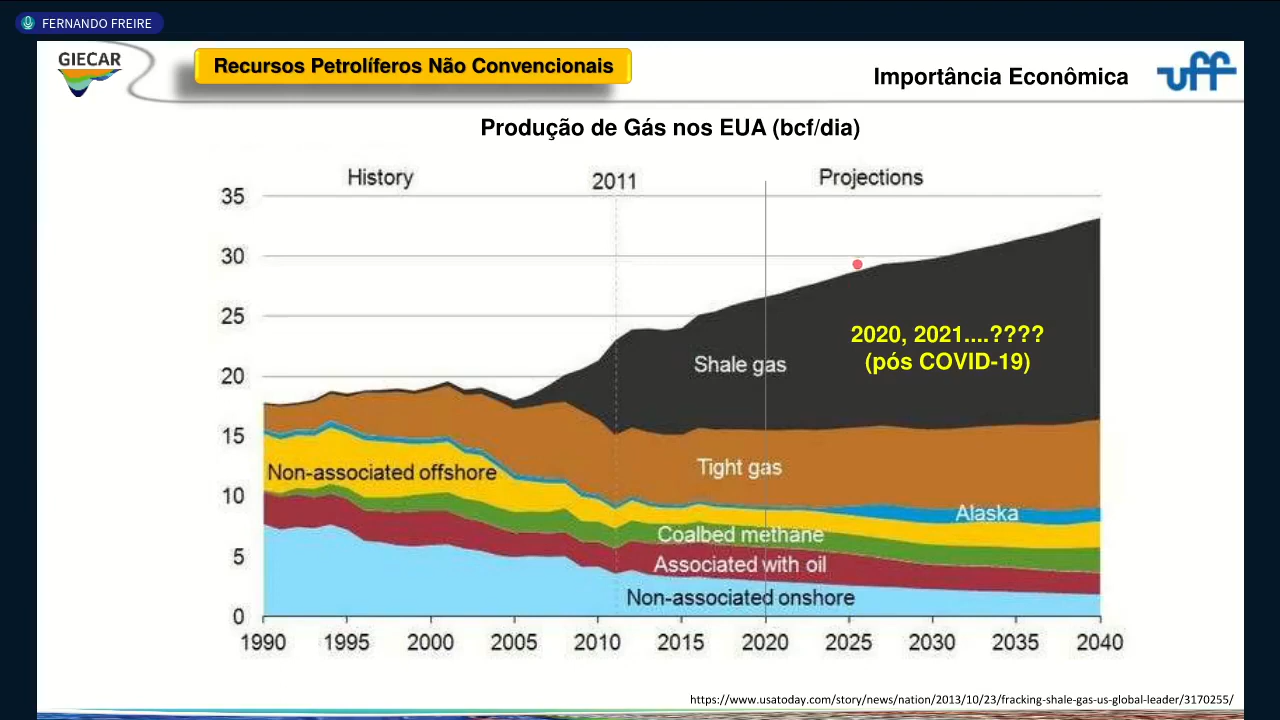 FERNANDO FREIRE
GIECAR
Recursos Petrolíferos Não Convencionais
Importância Econômica
uff
Produção de Gás nos EUA (bcf/dia)
History
2011
Projections
35
30
25
20
15
10
5
0
2020, 2021....????
(pós COVID-19)
Shale gas
Tight gas
Non-associated offshore
Alaska
Coalbed methane
Associated with oil
Non-associated onshore
1990 1995 2000 2005 2010 2015 2020 2025 2030 2035 2040
https://www.usatoday.com/story/news/nation/2013/10/23/fracking-shale-gas-us-global-leader/3170255/